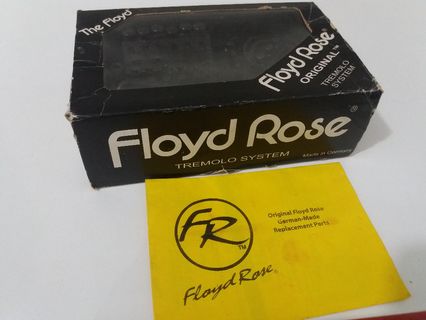 The Floyd
Floyd Rose
ORIGINAL™
TREMOLO
SYSTEM
Floyd Rose®
TREMOLO SYSTEM
Made in Germany
FR™
Floyd Rose®
Original Floyd Rose
German-Made
Replacement Parts